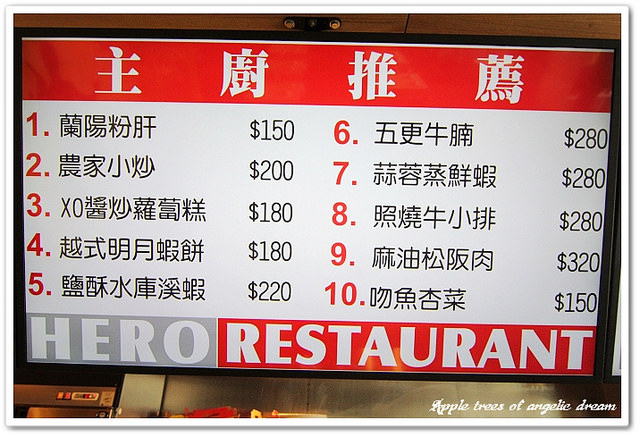 主廚推薦
1. 蘭陽粉肝 $150
2. 農家小炒 $200
3. XO醬炒蘿蔔糕 $180
4. 越式明月蝦餅 $180
5. 鹽酥水庫溪蝦 $220
6. 五更牛腩 $280
7. 蒜蓉蒸鮮蝦 $280
8. 照燒牛小排 $280
9. 麻油松阪肉 $320
10. 吻魚杏菜 $150
HERO RESTAURANT
Apple trees of angelic dream